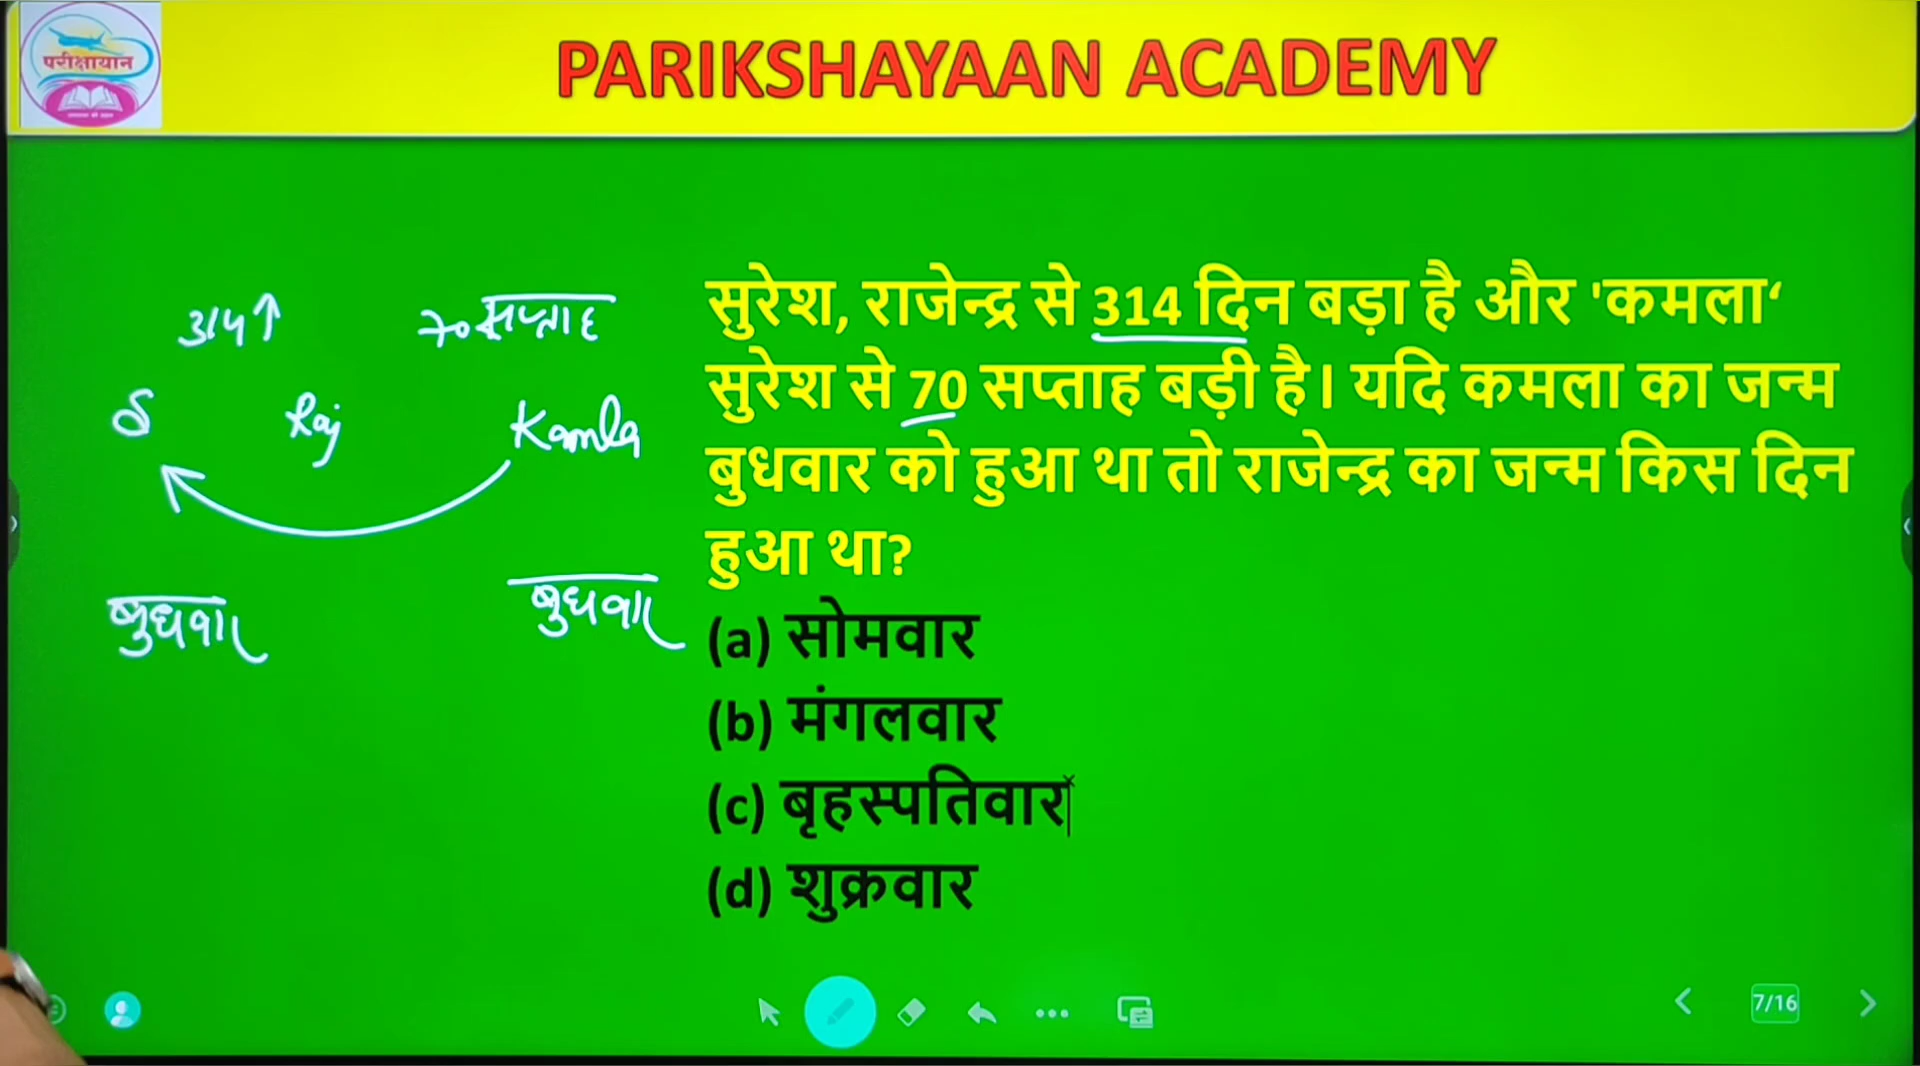 परीक्षायान
PARIKSHAYAAN ACADEMY
314↑
70 सप्ताह
S
Raj
Kamla
बुधवार
बुधवार
सुरेश, राजेन्द्र से 314 दिन बड़ा है और 'कमला‘
सुरेश से 70 सप्ताह बड़ी है। यदि कमला का जन्म
बुधवार को हुआ था तो राजेन्द्र का जन्म किस दिन
हुआ था?
(a) सोमवार
(b) मंगलवार
(c) बृहस्पतिवार
(d) शुक्रवार
7/16